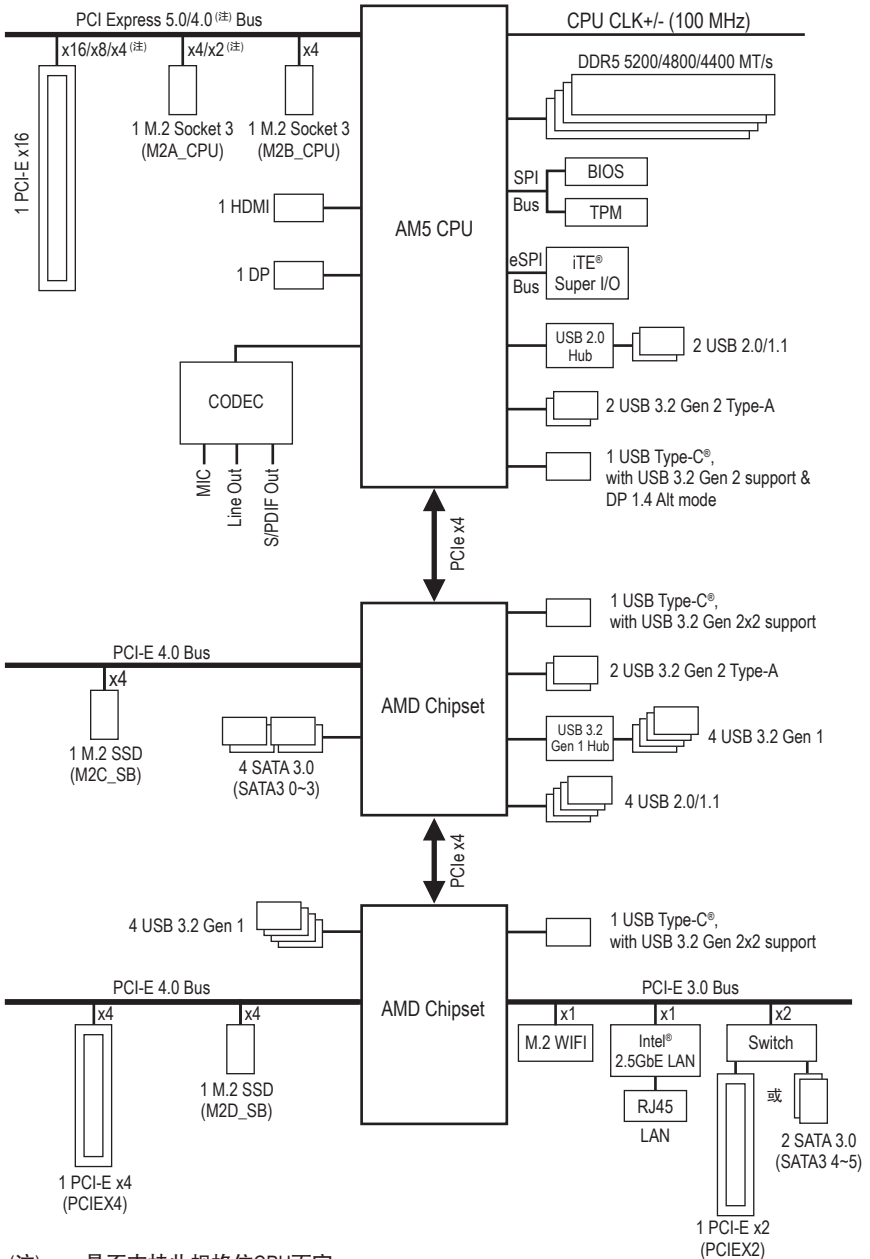 PCI Express 5.0/4.0 (注) Bus
CPU CLK+/- (100 MHz)
x16/x8/x4 (注)
x4/x2 (注)
x4
DDR5 5200/4800/4400 MT/s
1 PCI-E x16
1 M.2 Socket 3
(M2A_CPU)
1 M.2 Socket 3
(M2B_CPU)
SPI
Bus
BIOS
TPM
1 HDMI
AM5 CPU
1 DP
eSPI
Bus
iTE®
Super I/O
USB 2.0
Hub
2 USB 2.0/1.1
CODEC
MIC
Line Out
S/PDIF Out
2 USB 3.2 Gen 2 Type-A
1 USB Type-C®,
with USB 3.2 Gen 2 support &
DP 1.4 Alt mode
PCIe x4
1 USB Type-C®,
with USB 3.2 Gen 2x2 support
PCI-E 4.0 Bus
x4
2 USB 3.2 Gen 2 Type-A
AMD Chipset
1 M.2 SSD
(M2C_SB)
4 SATA 3.0
(SATA3 0~3)
USB 3.2
Gen 1 Hub
4 USB 3.2 Gen 1
4 USB 2.0/1.1
PCIe x4
4 USB 3.2 Gen 1
1 USB Type-C®,
with USB 3.2 Gen 2x2 support
PCI-E 4.0 Bus
AMD Chipset
PCI-E 3.0 Bus
x4
x4
x1
x1
x2
M.2 WIFI
Intel®
2.5GbE LAN
Switch
1 M.2 SSD
(M2D_SB)
RJ45
LAN
或
2 SATA 3.0
(SATA3 4~5)
1 PCI-E x4
(PCIEX4)
1 PCI-E x2
(PCIEX2)